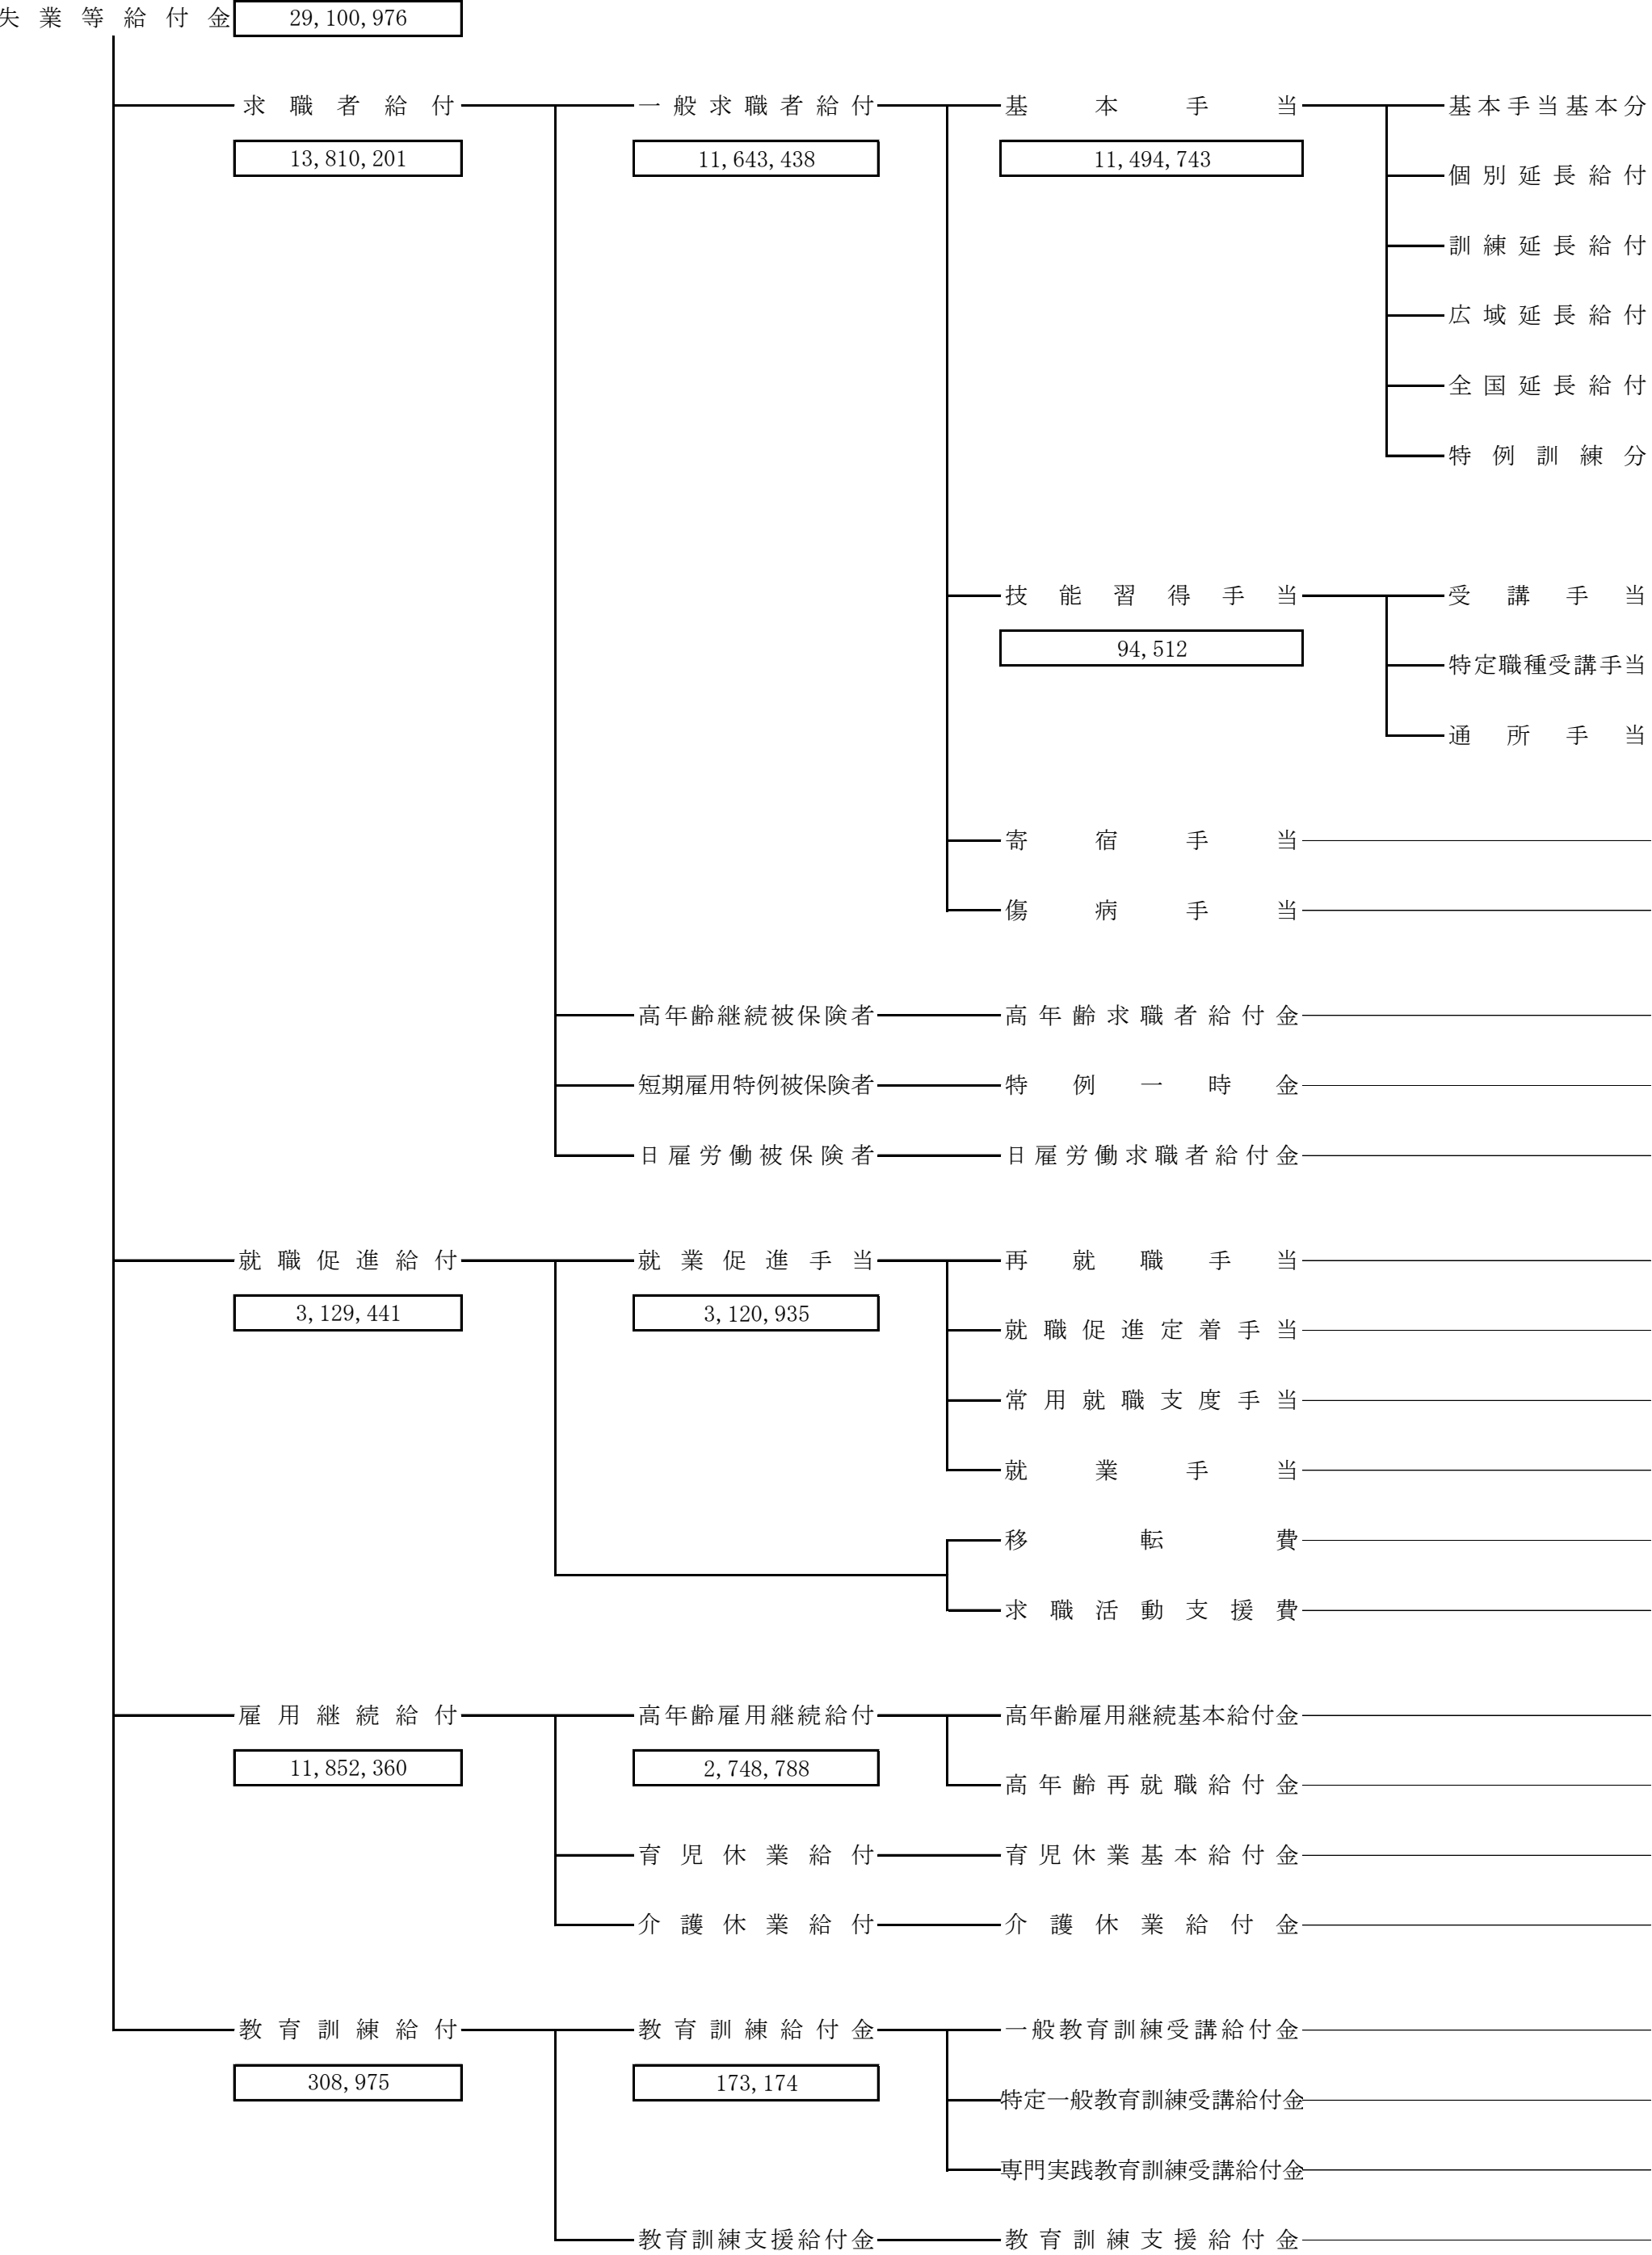 失業等給付金 29,100,976
求職者給付 一般求職者給付 基本手当 基本手当基本分
13,810,201 11,643,438 11,494,743
個別延長給付
訓練延長給付
広域延長給付
全国延長給付
特例訓練分
技能習得手当 受講手当
94,512
特定職種受講手当
通所手当
寄宿手当
傷病手当
高年齢継続被保険者 高年齢求職者給付金
短期雇用特例被保険者 特例一時金
日雇労働被保険者 日雇労働求職者給付金
就職促進給付 就業促進手当 再就職手当
3,129,441 3,120,935
就職促進定着手当
常用就職支度手当
就業手当
移転費
求職活動支援費
雇用継続給付 高年齢雇用継続給付 高年齢雇用継続基本給付金
11,852,360 2,748,788
高年齢再就職給付金
育児休業給付 育児休業基本給付金
介護休業給付 介護休業給付金
教育訓練給付 教育訓練給付金 一般教育訓練受講給付金
308,975 173,174
特定一般教育訓練受講給付金
専門実践教育訓練受講給付金
教育訓練支援給付金 教育訓練支援給付金